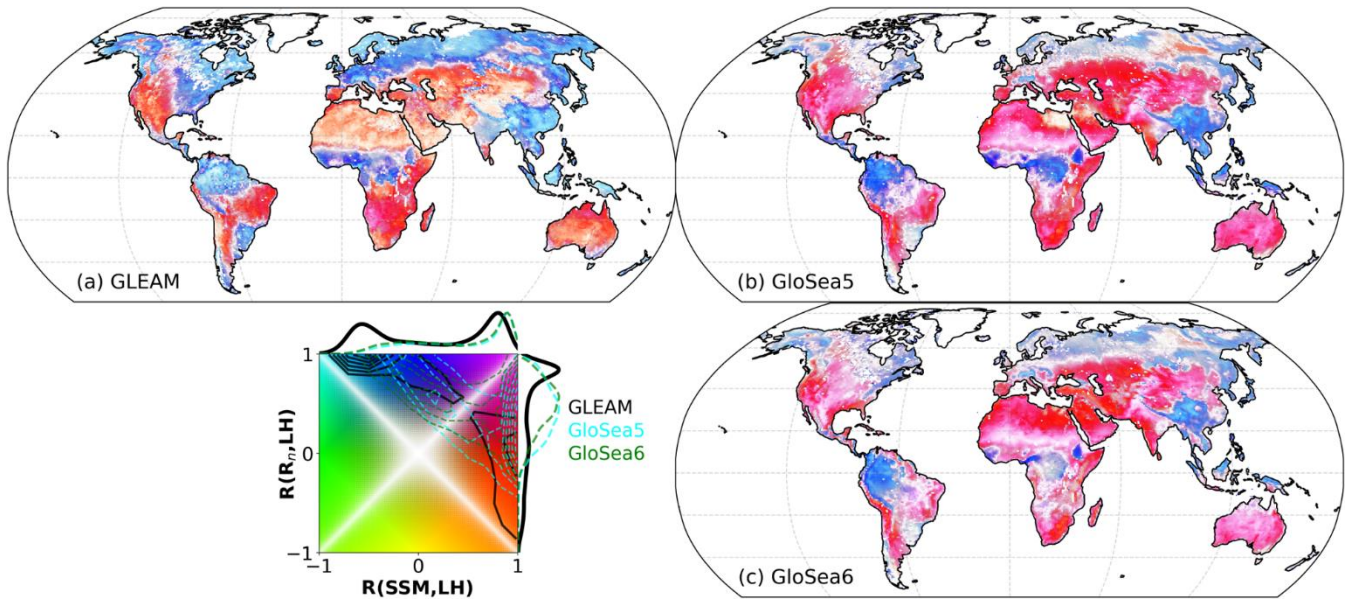 (a) GLEAM
(b) GloSea5
1
0
−1
R(Rₙ,LH)
−1
0
1
R(SSM,LH)
GLEAM
GloSea5
GloSea6
(c) GloSea6